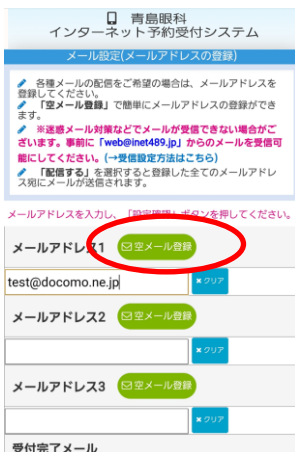 青島眼科
インターネット予約受付システム
メール設定(メールアドレスの登録)
各種メールの配信をご希望の場合は、メールアドレスを
登録してください。
「空メール登録」で簡単にメールアドレスの登録ができ
ます。
※迷惑メール対策などでメールが受信できない場合がご
ざいます。事前に「web@inet489.jp」からのメールを受信可
能にしてください。(→受信設定方法はこちら)
「配信する」を選択すると登録した全てのメールアドレ
ス宛にメールが送信されます。
メールアドレスを入力し、「設定確認」ボタンを押してください。
メールアドレス1 空メール登録
test@docomo.ne.jp ✖クリア
メールアドレス2 空メール登録
✖クリア
メールアドレス3 空メール登録
✖クリア
受付完了メール